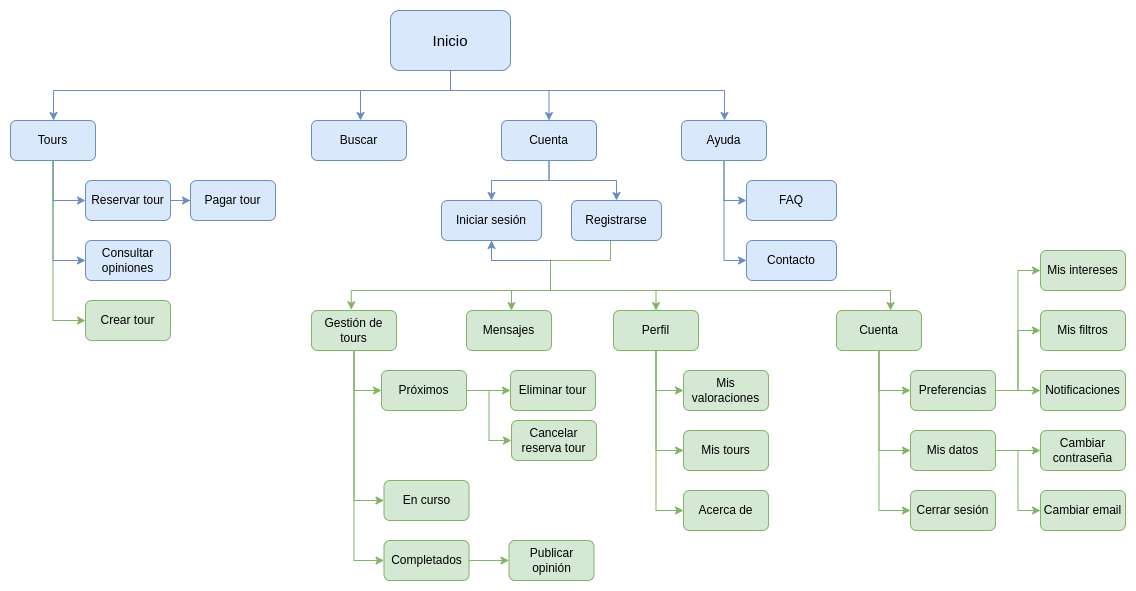 Inicio
Tours
Buscar
Cuenta
Ayuda
Reservar tour
Pagar tour
Iniciar sesión
Registrarse
FAQ
Consultar
opiniones
Contacto
Crear tour
Gestión de
tours
Mensajes
Perfil
Cuenta
Mis intereses
Mis filtros
Próximos
Eliminar tour
Mis
valoraciones
Preferencias
Notificaciones
Cancelar
reserva tour
Mis tours
Mis datos
Cambiar
contraseña
En curso
Acerca de
Cerrar sesión
Cambiar email
Completados
Publicar
opinión